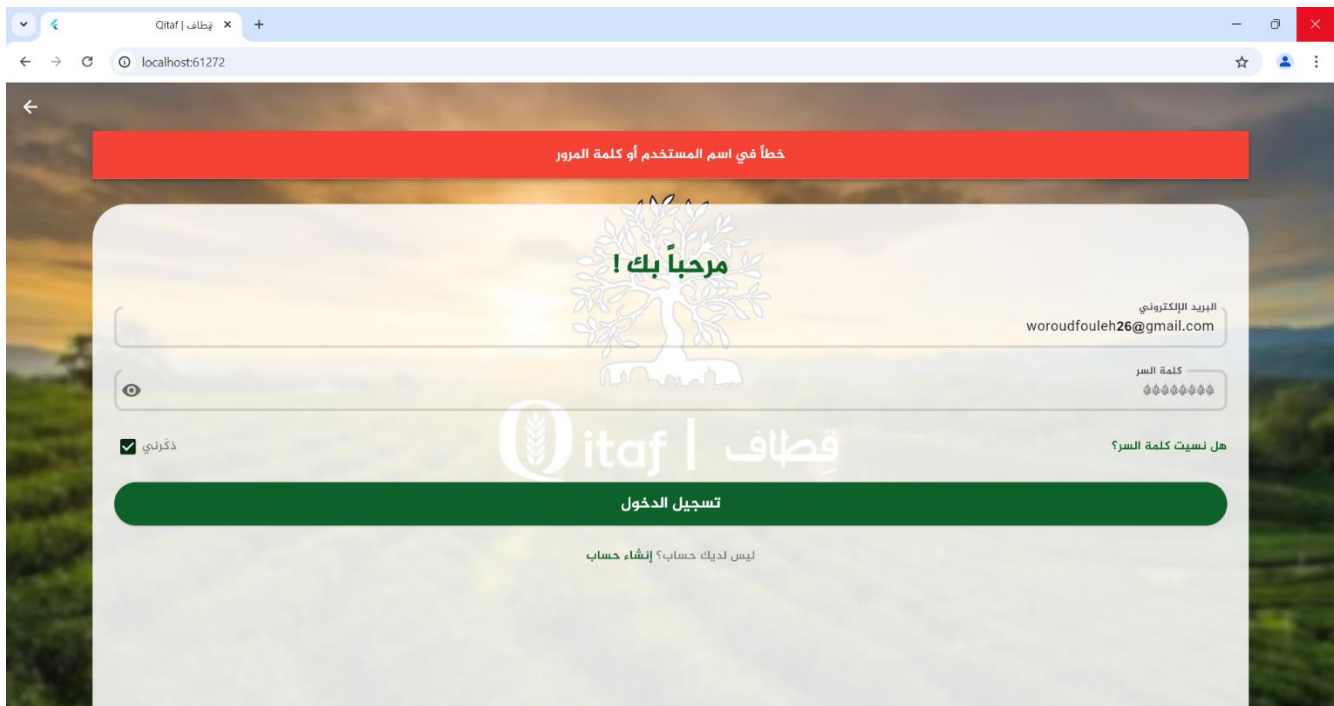 قِطاف | Qitaf
localhost:61272
خطأ في اسم المستخدم أو كلمة المرور
مرحباً بك !
البريد الإلكتروني
woroudfouleh26@gmail.com
كلمة السر
Qitaf | قِطاف
هل نسيت كلمة السر؟
ذكّرني
تسجيل الدخول
ليس لديك حساب؟ إنشاء حساب